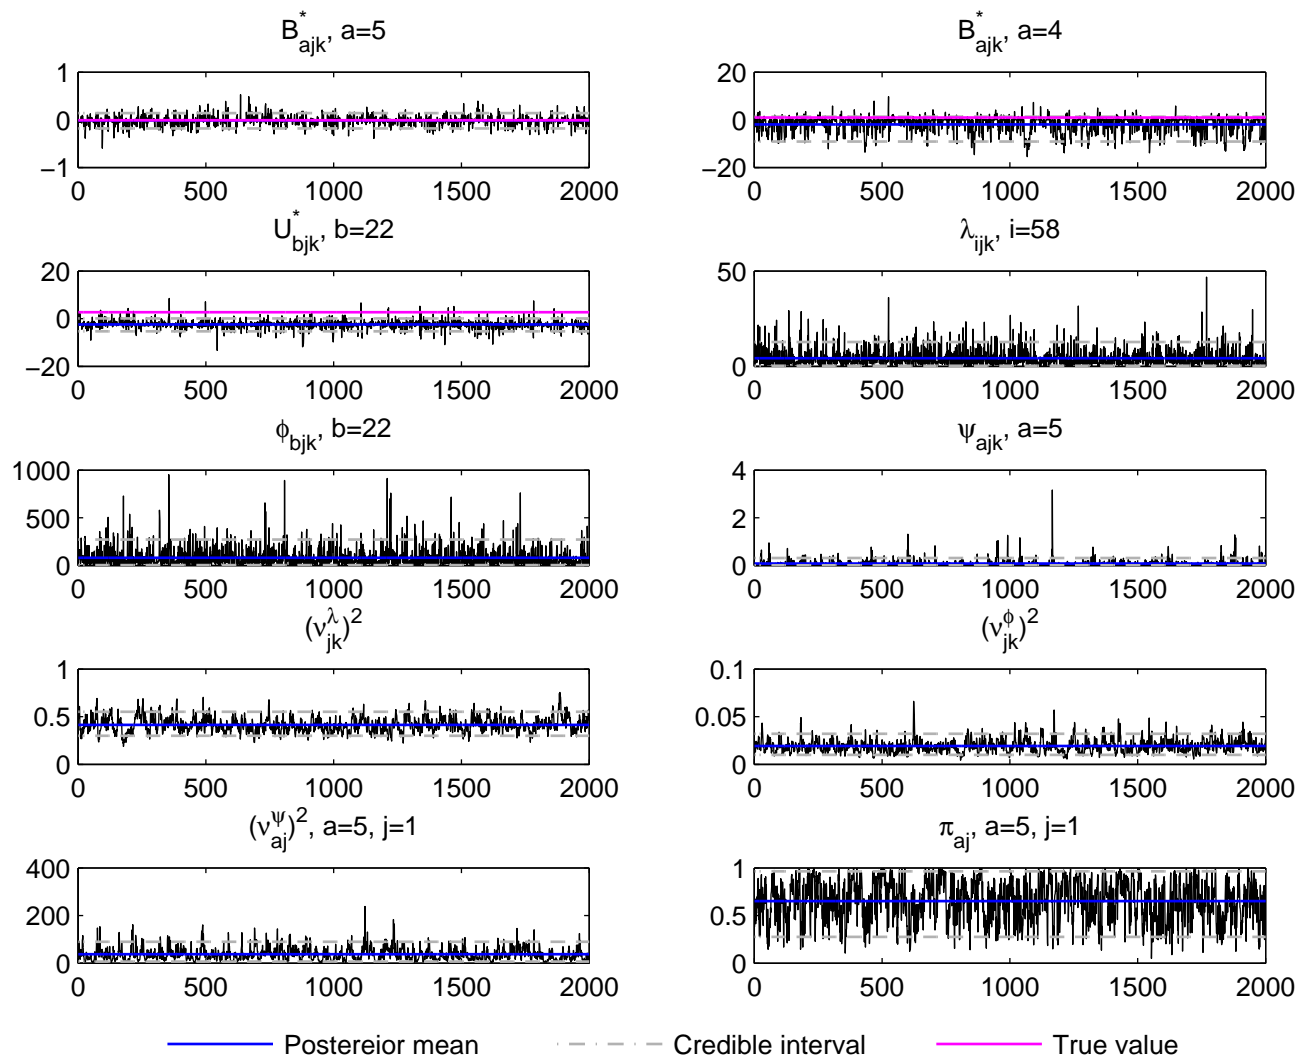 B*ajk, a=5
B*ajk, a=4
1
0
−1
0 500 1000 1500 2000
20
0
−20
0 500 1000 1500 2000
U*bjk, b=22
λijk, i=58
20
0
−20
0 500 1000 1500 2000
50
0
0 500 1000 1500 2000
ϕbjk, b=22
ψajk, a=5
1000
500
0
0 500 1000 1500 2000
4
2
0
0 500 1000 1500 2000
(νλjk)2
(νϕjk)2
1
0.5
0
0 500 1000 1500 2000
0.1
0.05
0
0 500 1000 1500 2000
(νψaj)2, a=5, j=1
πaj, a=5, j=1
400
200
0
0 500 1000 1500 2000
1
0.5
0
0 500 1000 1500 2000
Postereior mean Credible interval True value